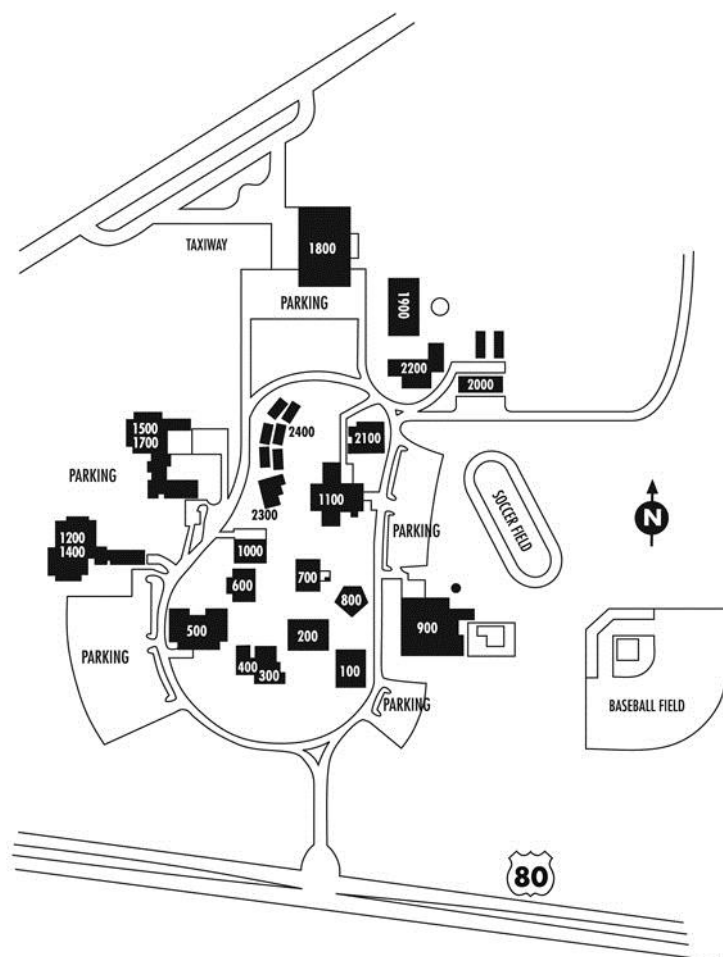 1800
TAXIWAY
PARKING
1900
2200
2000
1500
1700
2400
2100
PARKING
1100
2300
SOCCER FIELD
N
PARKING
1200
1400
1000
700
600
800
500
200
900
PARKING
400
300
100
PARKING
BASEBALL FIELD
80